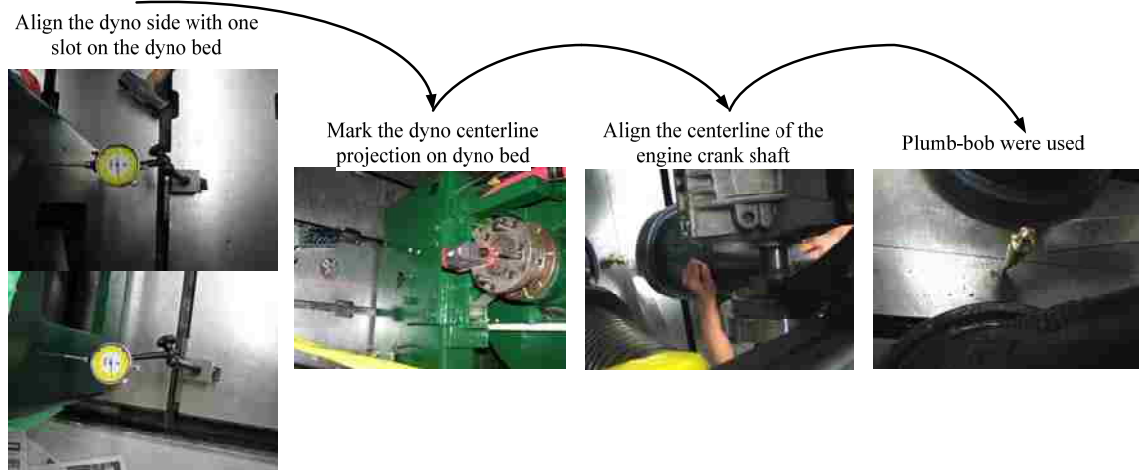 Align the dyno side with one
slot on the dyno bed
Mark the dyno centerline
projection on dyno bed
Align the centerline of the
engine crank shaft
Plumb-bob were used